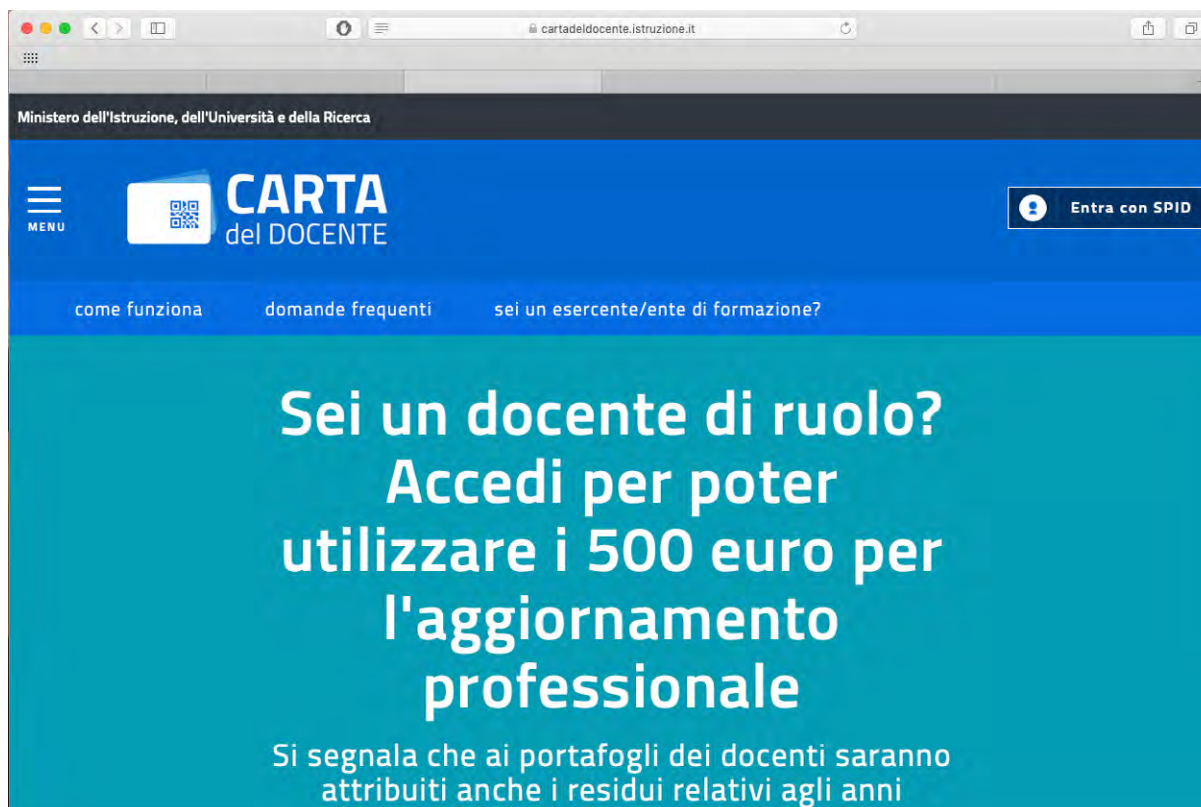 cartadeldocente.istruzione.it
Ministero dell'Istruzione, dell'Università e della Ricerca
MENU
CARTA
del DOCENTE
Entra con SPID
come funziona domande frequenti sei un esercente/ente di formazione?
Sei un docente di ruolo?
Accedi per poter
utilizzare i 500 euro per
l'aggiornamento
professionale
Si segnala che ai portafogli dei docenti saranno
attribuiti anche i residui relativi agli anni